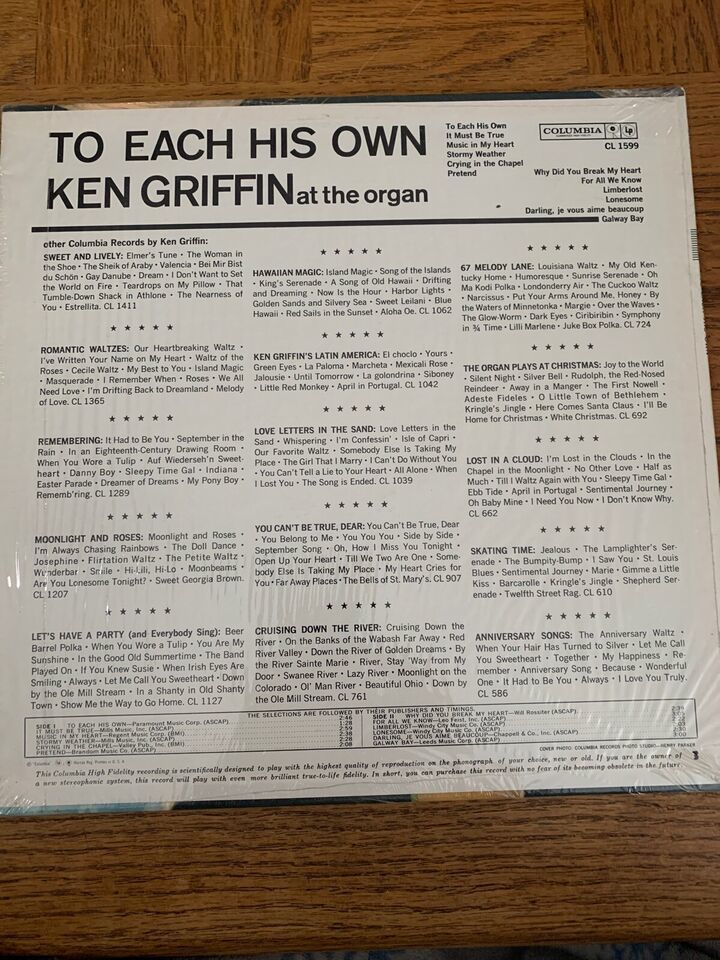 TO EACH HIS OWN
KEN GRIFFIN at the organ
To Each His Own
It Must Be True
Music in My Heart
Stormy Weather
Crying in the Chapel
Pretend
COLUMBIA
CL 1599
Why Did You Break My Heart
For All We Know
Limberlost
Lonesome
Darling, je vous aime beaucoup
Galway Bay
other Columbia Records by Ken Griffin:
SWEET AND LIVELY: Elmer's Tune • The Woman in
the Shoe • The Sheik of Araby • Valencia • Bei Mir Bist
du Schön • Gay Danube • Dream • I Don't Want to Set
the World on Fire • Teardrops on My Pillow • That
Tumble-Down Shack in Athlone • The Nearness of
You • Estrellita. CL 1411
★ ★ ★ ★ ★
ROMANTIC WALTZES: Our Heartbreaking Waltz •
I've Written Your Name on My Heart • Waltz of the
Roses • Cecile Waltz • My Best to You • Island Magic
• Masquerade • I Remember When • Roses • We All
Need Love • I'm Drifting Back to Dreamland • Melody
of Love. CL 1365
★ ★ ★ ★ ★
REMEMBERING: It Had to Be You • September in the
Rain • In an Eighteenth-Century Drawing Room •
When You Wore a Tulip • Auf Wiederseh'n Sweet-
heart • Danny Boy • Sleepy Time Gal • Indiana •
Easter Parade • Dreamer of Dreams • My Pony Boy •
Rememb'ring. CL 1289
★ ★ ★ ★ ★
MOONLIGHT AND ROSES: Moonlight and Roses •
I'm Always Chasing Rainbows • The Doll Dance •
Josephine • Flirtation Waltz • The Petite Waltz •
Wunderbar • Smile • Hi-Lili, Hi-Lo • Moonbeams •
Are You Lonesome Tonight? • Sweet Georgia Brown.
CL 1207
★ ★ ★ ★ ★
LET'S HAVE A PARTY (and Everybody Sing): Beer
Barrel Polka • When You Wore a Tulip • You Are My
Sunshine • In the Good Old Summertime • The Band
Played On • If You Knew Susie • When Irish Eyes Are
Smiling • Always • Let Me Call You Sweetheart • Down
by the Ole Mill Stream • In a Shanty in Old Shanty
Town • Show Me the Way to Go Home. CL 1127
★ ★ ★ ★ ★
HAWAIIAN MAGIC: Island Magic • Song of the Islands
• King's Serenade • A Song of Old Hawaii • Drifting
and Dreaming • Now Is the Hour • Harbor Lights •
Golden Sands and Silvery Sea • Sweet Leilani • Blue
Hawaii • Red Sails in the Sunset • Aloha Oe. CL 1062
★ ★ ★ ★ ★
KEN GRIFFIN'S LATIN AMERICA: El choclo • Yours •
Green Eyes • La Paloma • Marcheta • Mexicali Rose •
Jalousie • Until Tomorrow • La golondrina • Siboney
• Little Red Monkey • April in Portugal. CL 1042
★ ★ ★ ★ ★
LOVE LETTERS IN THE SAND: Love Letters in the
Sand • Whispering • I'm Confessin' • Isle of Capri •
Our Favorite Waltz • Somebody Else Is Taking My
Place • The Girl That I Marry • I Can't Do Without You
• You Can't Tell a Lie to Your Heart • All Alone • When
I Lost You • The Song is Ended. CL 1039
★ ★ ★ ★ ★
YOU CAN'T BE TRUE, DEAR: You Can't Be True, Dear
• You Belong to Me • You You You • Side by Side •
September Song • Oh, How I Miss You Tonight •
Open Up Your Heart • Till We Two Are One • Some-
body Else Is Taking My Place • My Heart Cries for
You • Far Away Places • The Bells of St. Mary's. CL 907
★ ★ ★ ★ ★
CRUISING DOWN THE RIVER: Cruising Down the
River • On the Banks of the Wabash Far Away • Red
River Valley • Down the River of Golden Dreams • By
the River Sainte Marie • River, Stay 'Way from My
Door • Swanee River • Lazy River • Moonlight on the
Colorado • Ol' Man River • Beautiful Ohio • Down by
the Ole Mill Stream. CL 761
★ ★ ★ ★ ★
67 MELODY LANE: Louisiana Waltz • My Old Ken-
tucky Home • Humoresque • Sunrise Serenade • Oh
Ma Kodi Polka • Londonderry Air • The Cuckoo Waltz
• Narcissus • Put Your Arms Around Me, Honey • By
the Waters of Minnetonka • Margie • Over the Waves •
The Glow-Worm • Dark Eyes • Ciribiribin • Symphony
in ¾ Time • Lilli Marlene • Juke Box Polka. CL 724
★ ★ ★ ★ ★
THE ORGAN PLAYS AT CHRISTMAS: Joy to the World
• Silent Night • Silver Bell • Rudolph, the Red-Nosed
Reindeer • Away in a Manger • The First Nowell •
Adeste Fideles • O Little Town of Bethlehem •
Kringle's Jingle • Here Comes Santa Claus • I'll Be
Home for Christmas • White Christmas. CL 692
★ ★ ★ ★ ★
LOST IN A CLOUD: I'm Lost in the Clouds • In the
Chapel in the Moonlight • No Other Love • Half as
Much • Till I Waltz Again with You • Sleepy Time Gal •
Ebb Tide • April in Portugal • Sentimental Journey •
Oh Baby Mine • I Need You Now • I Don't Know Why.
CL 662
★ ★ ★ ★ ★
SKATING TIME: Jealous • The Lamplighter's Ser-
enade • The Bumpity-Bump • I Saw You • St. Louis
Blues • Sentimental Journey • Marie • Gimme a Little
Kiss • Barcarolle • Kringle's Jingle • Shepherd Ser-
enade • Twelfth Street Rag. CL 610
★ ★ ★ ★ ★
ANNIVERSARY SONGS: The Anniversary Waltz •
When Your Hair Has Turned to Silver • Let Me Call
You Sweetheart • Together • My Happiness • Re-
member • Anniversary Song • Because • Wonderful
One • It Had to Be You • Always • I Love You Truly.
CL 586
THE SELECTIONS ARE FOLLOWED BY THEIR PUBLISHERS AND TIMINGS.
SIDE I TO EACH HIS OWN—Paramount Music Corp. (ASCAP) 2:46
IT MUST BE TRUE—Mills Music, Inc. (ASCAP) 1:28
MUSIC IN MY HEART—Regent Music Corp. (BMI) 2:38
STORMY WEATHER—Mills Music, Inc. (ASCAP) 2:38
CRYING IN THE CHAPEL—Valley Pub., Inc. (BMI) 2:28
PRETEND—Brandom Music Co. (ASCAP) 2:08
SIDE II WHY DID YOU BREAK MY HEART—Will Rossiter (ASCAP)
FOR ALL WE KNOW—Leo Feist, Inc. (ASCAP)
LIMBERLOST—Windy City Music Co. (ASCAP)
LONESOME—Windy City Music Co. (ASCAP)
DARLING, JE VOUS AIME BEAUCOUP—Chappell & Co. (ASCAP)
GALWAY BAY—Leeds Music Corp. (ASCAP)
COVER PHOTO: COLUMBIA RECORDS PHOTO STUDIO—HENRY PARKER
This Columbia High Fidelity recording is scientifically designed to play with the highest quality of reproduction on the phonograph of your choice, new or old. If you are the owner of
a new stereophonic system, this record will play with even more brilliant true-to-life fidelity. In short, you can purchase this record with no fear of its becoming obsolete in the future.
3